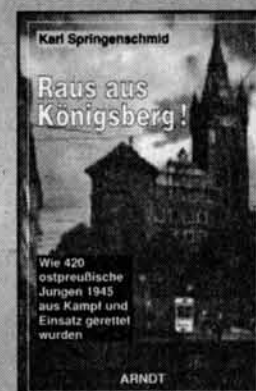 Karl Springenschmid
Raus aus
Königsberg!
Wie 420
ostpreußische
Jungen 1945
aus Kampf und
Einsatz gerettet
wurden
ARNDT